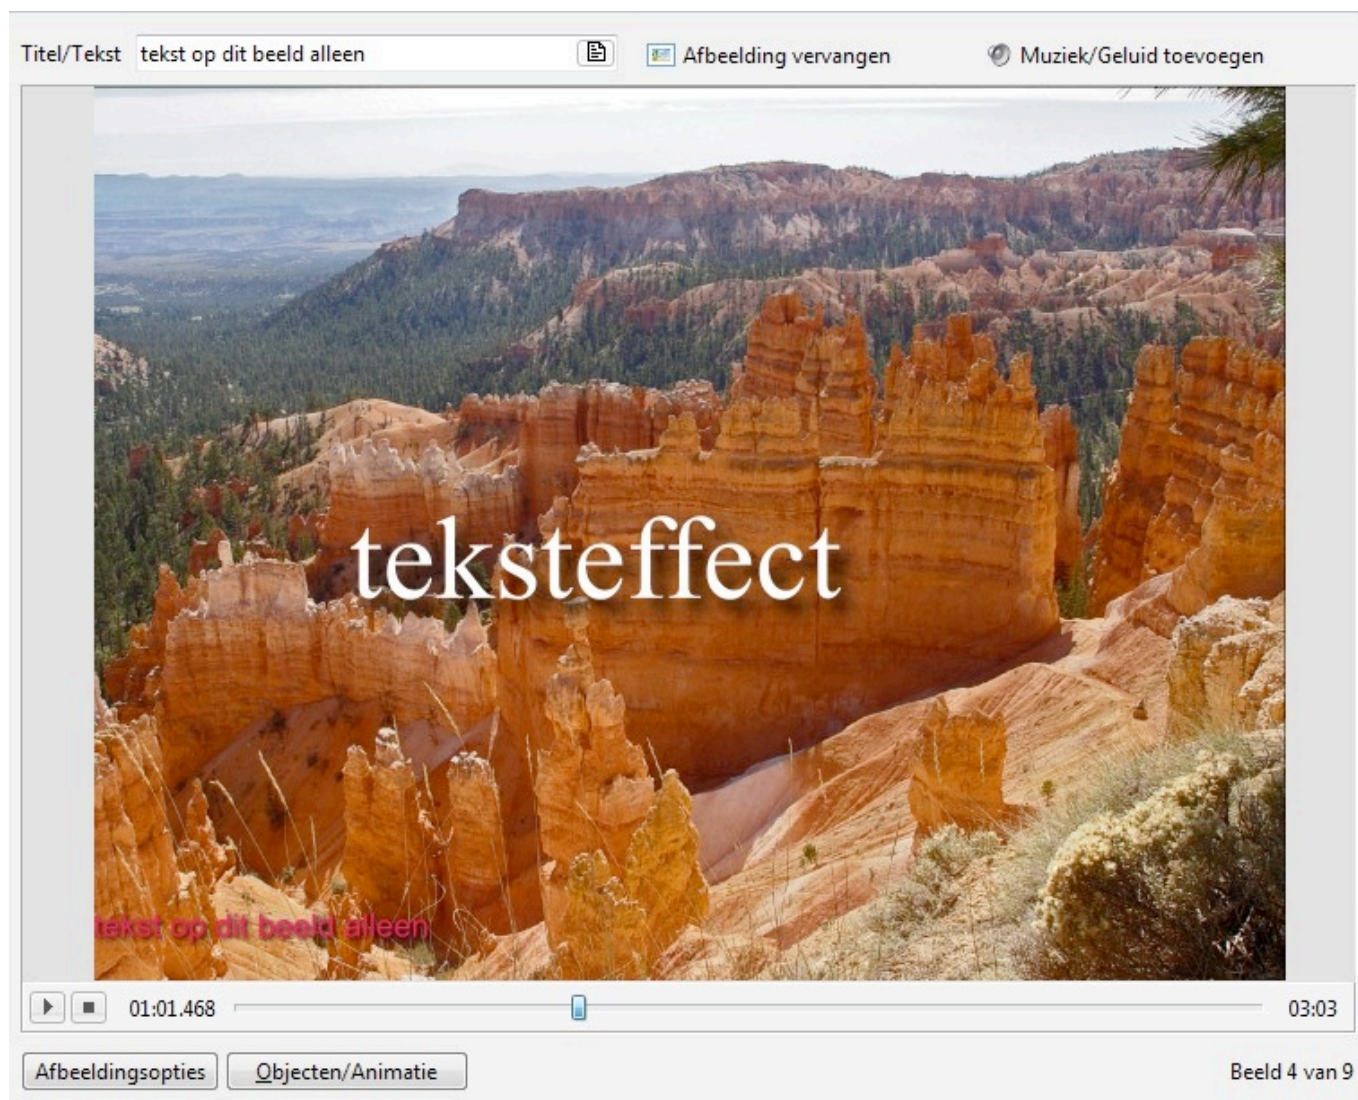 Titel/Tekst tekst op dit beeld alleen Afbeelding vervangen Muziek/Geluid toevoegen
teksteffect
tekst op dit beeld alleen
01:01.468 03:03
Afbeeldingsopties Objecten/Animatie Beeld 4 van 9